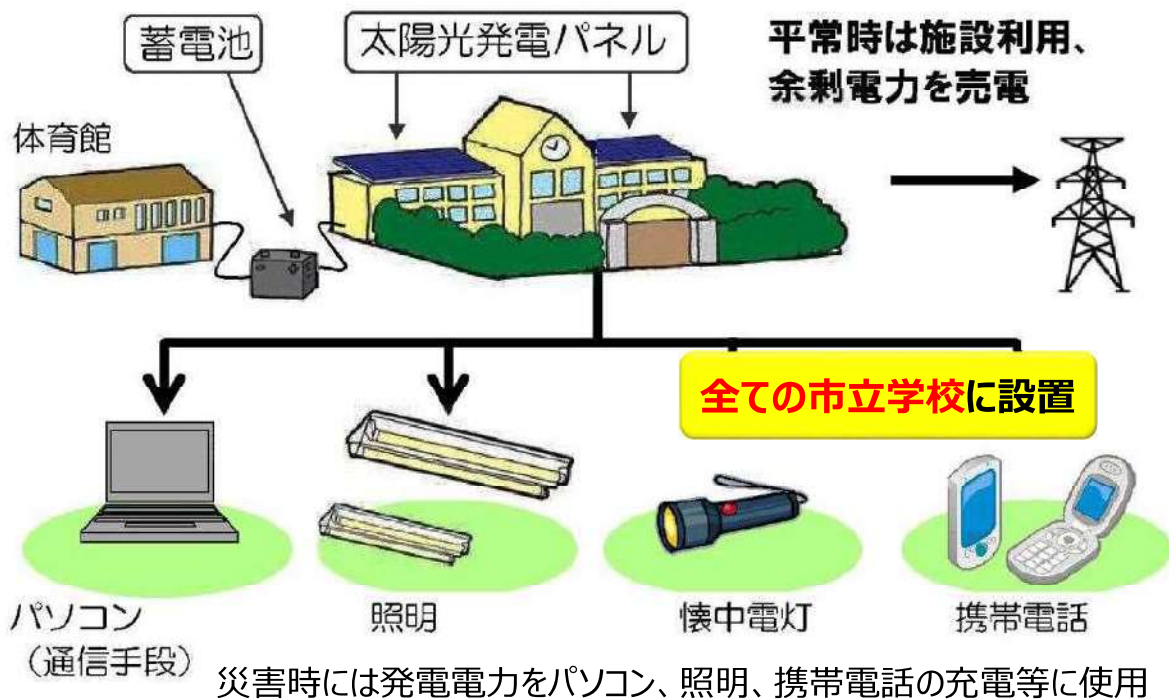 蓄電池
太陽光発電パネル
平常時は施設利用、
余剰電力を売電
体育館
全ての市立学校に設置
パソコン
（通信手段）
照明
懐中電灯
携帯電話
災害時には発電電力をパソコン、照明、携帯電話の充電等に使用